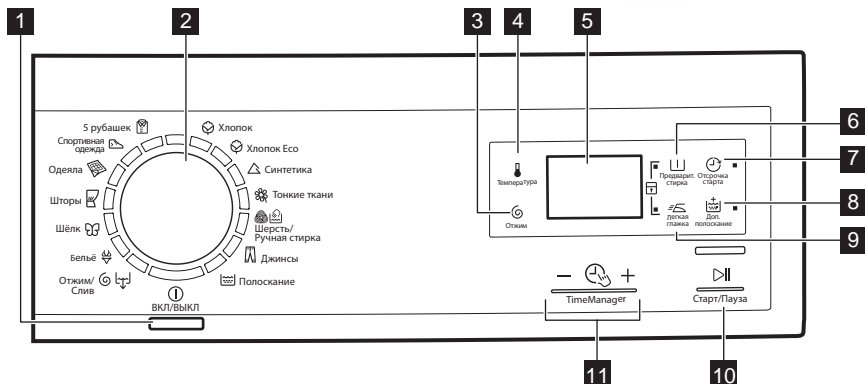 1
2
3
4
5
6
7
8
9
10
11
5 рубашек
Спортивная
одежда
Одеяла
Шторы
Шёлк
Бельё
Отжим/
Слив
ВКЛ/ВЫКЛ
Хлопок
Хлопок Eco
Синтетика
Тонкие ткани
Шерсть/
Ручная стирка
Джинсы
Полоскание
Температура
Отжим
Предварит.
стирка
Отсрочка
старта
Легкая
глажка
Доп.
полоскание
TimeManager
Старт/Пауза